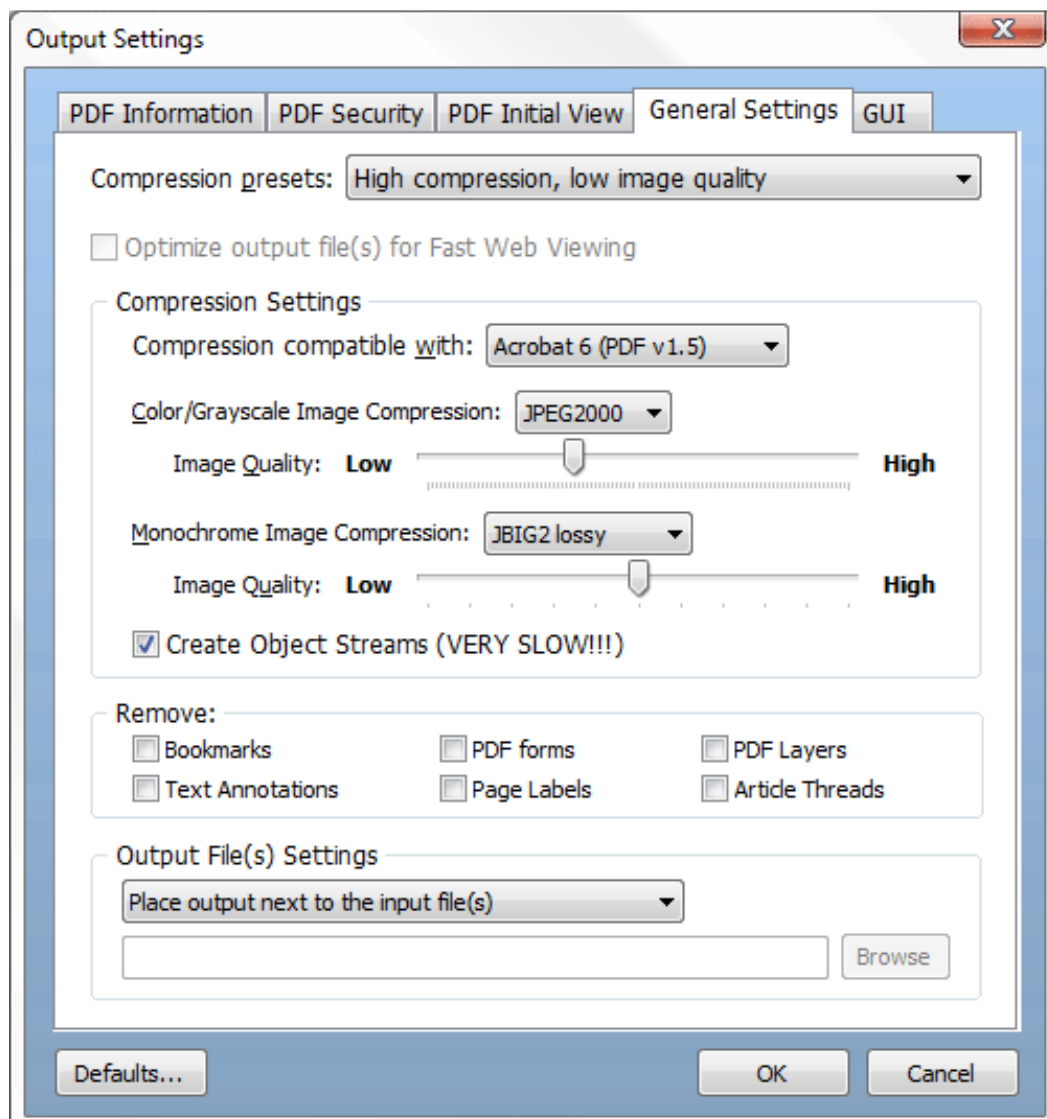 Output Settings
PDF Information PDF Security PDF Initial View General Settings GUI
Compression presets: High compression, low image quality
Optimize output file(s) for Fast Web Viewing
Compression Settings
Compression compatible with: Acrobat 6 (PDF v1.5)
Color/Grayscale Image Compression: JPEG2000
Image Quality: Low High
Monochrome Image Compression: JBIG2 lossy
Image Quality: Low High
Create Object Streams (VERY SLOW!!!)
Remove:
Bookmarks PDF forms PDF Layers
Text Annotations Page Labels Article Threads
Output File(s) Settings
Place output next to the input file(s)
Browse
Defaults... OK Cancel